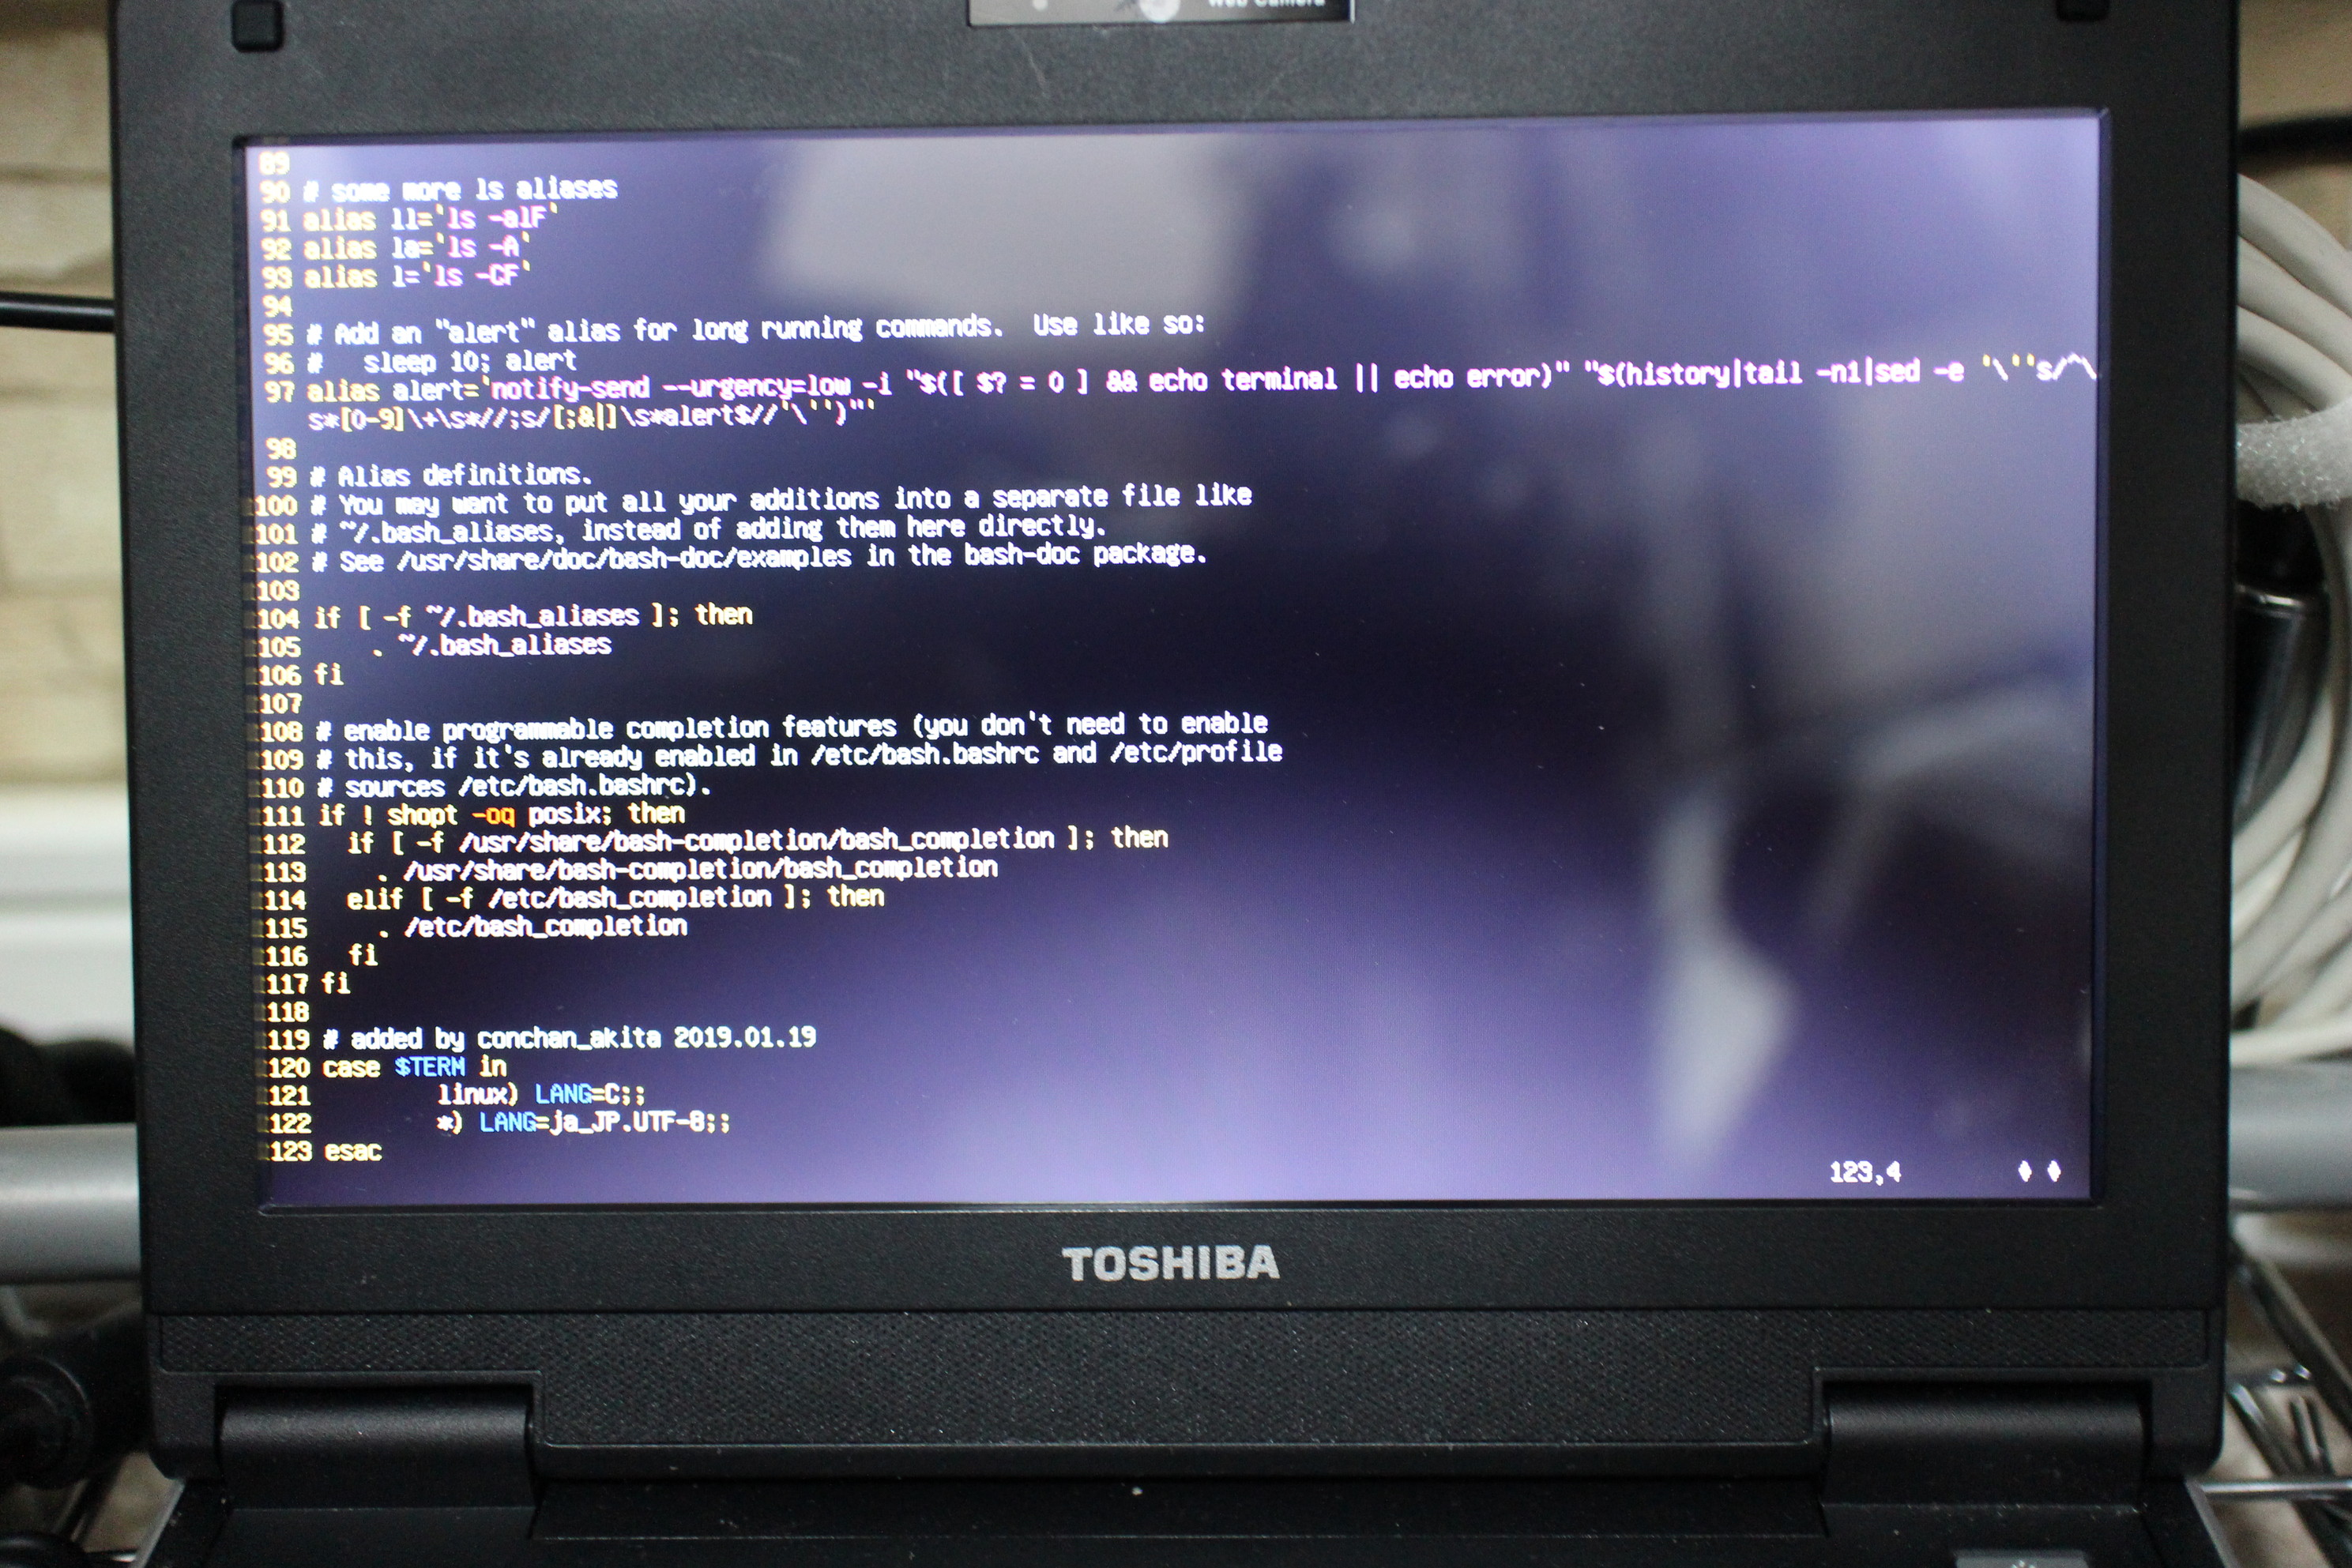 Web Camera
89
90 # some more ls aliases
91 alias ll='ls -alF'
92 alias la='ls -A'
93 alias l='ls -CF'
94
95 # Add an "alert" alias for long running commands.  Use like so:
96 #   sleep 10; alert
97 alias alert='notify-send --urgency=low -i "$([ $? = 0 ] && echo terminal || echo error)" "$(history|tail -n1|sed -e '\''s/^\
s*[0-9]\+\s*//;s/[;&|]\s*alert$//'\'')"'
98
99 # Alias definitions.
100 # You may want to put all your additions into a separate file like
101 # ~/.bash_aliases, instead of adding them here directly.
102 # See /usr/share/doc/bash-doc/examples in the bash-doc package.
103
104 if [ -f ~/.bash_aliases ]; then
105     . ~/.bash_aliases
106 fi
107
108 # enable programmable completion features (you don't need to enable
109 # this, if it's already enabled in /etc/bash.bashrc and /etc/profile
110 # sources /etc/bash.bashrc).
111 if ! shopt -oq posix; then
112   if [ -f /usr/share/bash-completion/bash_completion ]; then
113     . /usr/share/bash-completion/bash_completion
114   elif [ -f /etc/bash_completion ]; then
115     . /etc/bash_completion
116   fi
117 fi
118
119 # added by conchan_akita 2019.01.19
120 case $TERM in
121         linux) LANG=C;;
122         *) LANG=ja_JP.UTF-8;;
123 esac
123,4 ♦ ♦
TOSHIBA